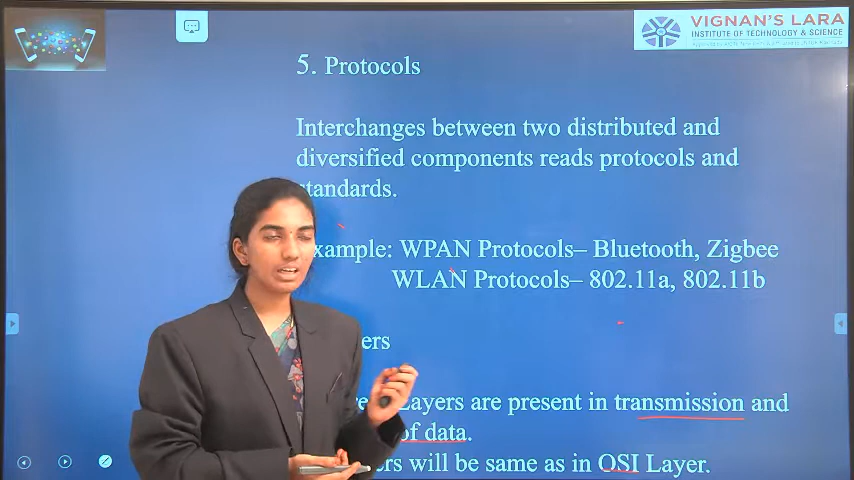 VIGNAN'S LARA
INSTITUTE OF TECHNOLOGY & SCIENCE
5. Protocols
Interchanges between two distributed and
diversified components reads protocols and
standards.
xample: WPAN Protocols– Bluetooth, Zigbee
WLAN Protocols– 802.11a, 802.11b
ers
Layers are present in transmission and
of data.
rs will be same as in OSI Layer.